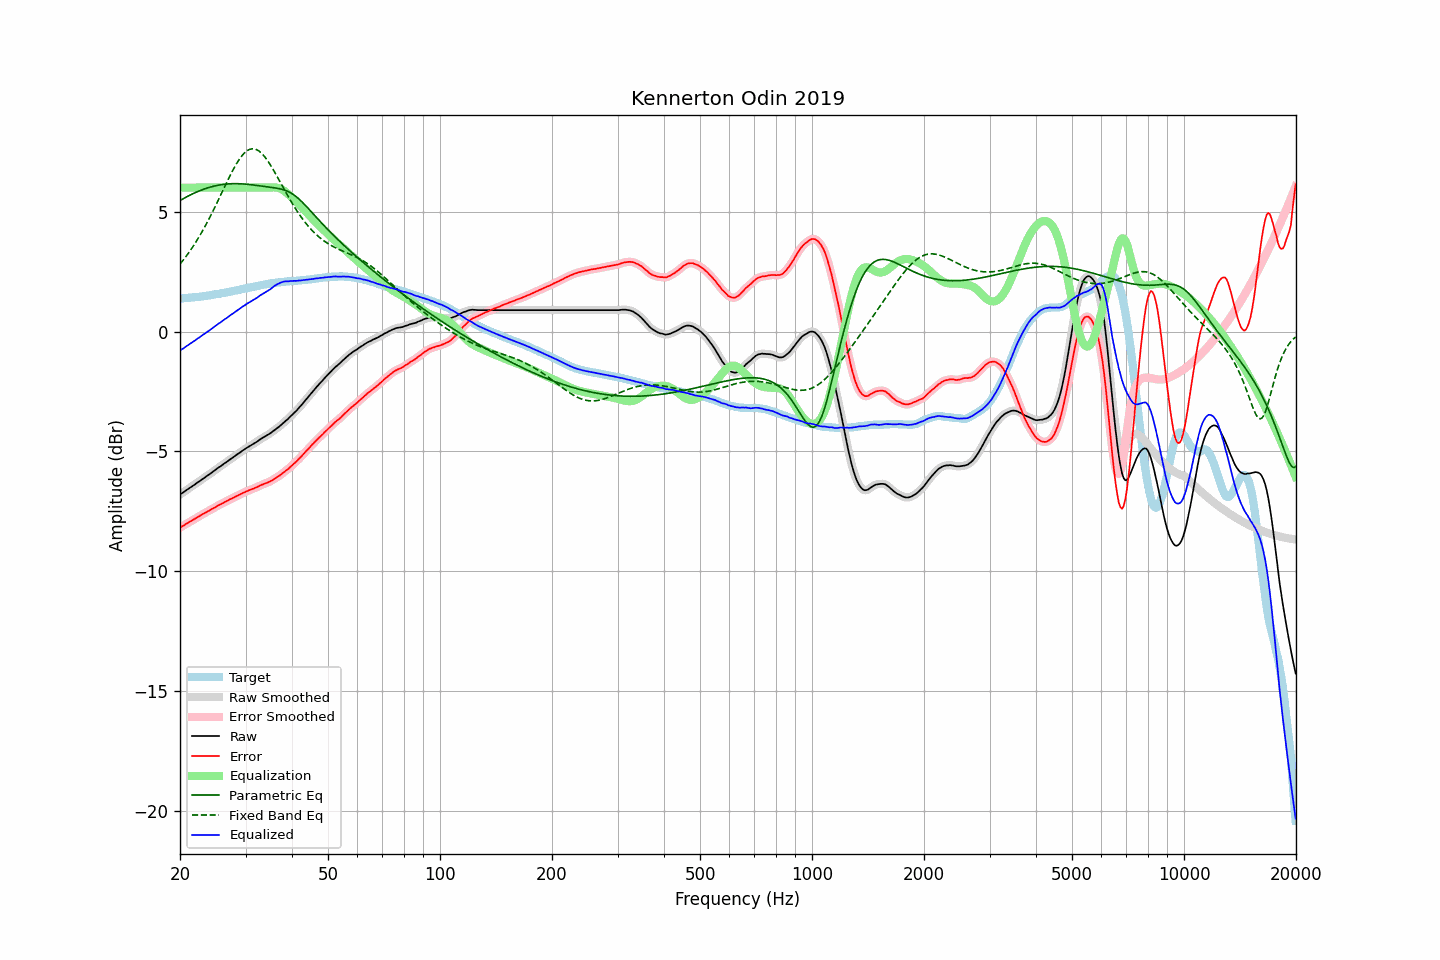 Kennerton Odin 2019
Amplitude (dBr)
5
0
−5
−10
−15
−20
Target
Raw Smoothed
Error Smoothed
Raw
Error
Equalization
Parametric Eq
Fixed Band Eq
Equalized
20 50 100 200 500 1000 2000 5000 10000 20000
Frequency (Hz)